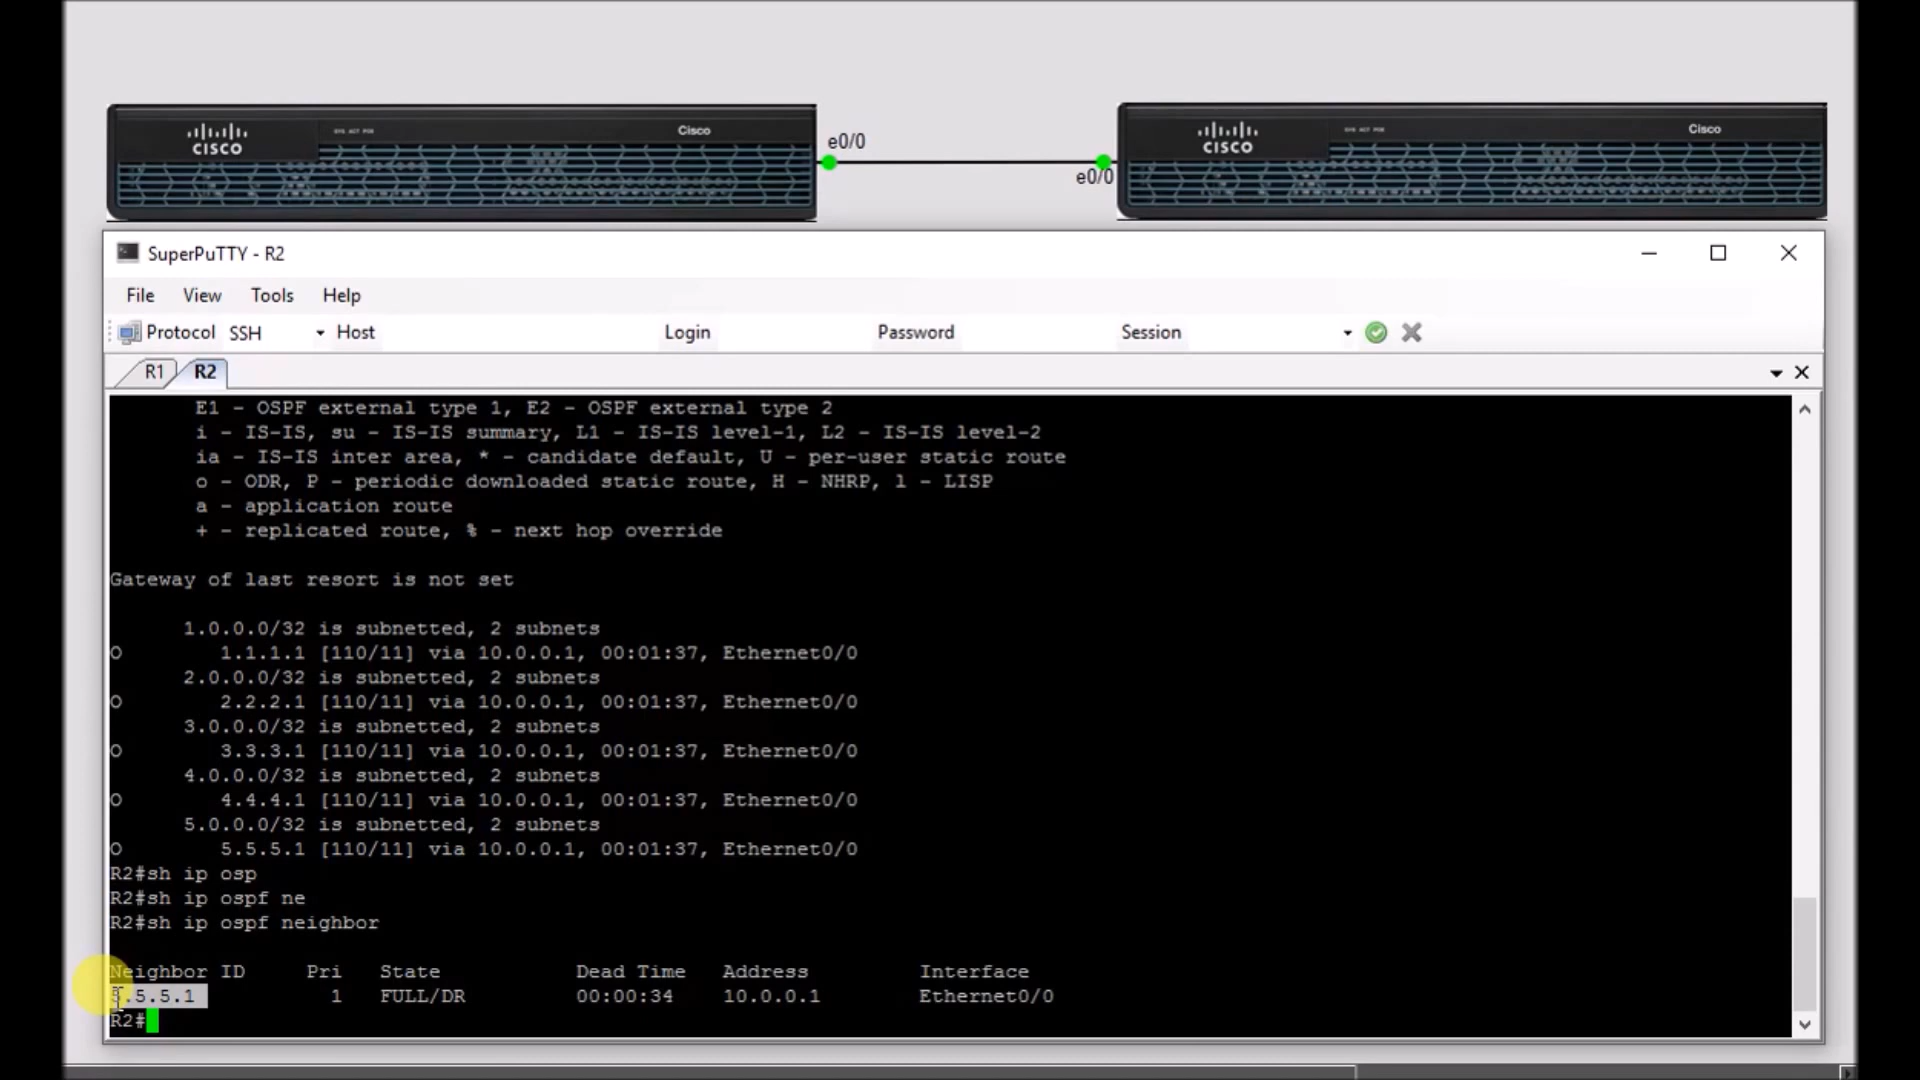 CISCO
SYS ACT POE
Cisco
e0/0
e0/0
CISCO
SYS ACT POE
Cisco
SuperPuTTY - R2
File View Tools Help
Protocol SSH Host Login Password Session
R1 R2
E1 - OSPF external type 1, E2 - OSPF external type 2
i - IS-IS, su - IS-IS summary, L1 - IS-IS level-1, L2 - IS-IS level-2
ia - IS-IS inter area, * - candidate default, U - per-user static route
o - ODR, P - periodic downloaded static route, H - NHRP, l - LISP
a - application route
+ - replicated route, % - next hop override
Gateway of last resort is not set
1.0.0.0/32 is subnetted, 2 subnets
O 1.1.1.1 [110/11] via 10.0.0.1, 00:01:37, Ethernet0/0
2.0.0.0/32 is subnetted, 2 subnets
O 2.2.2.1 [110/11] via 10.0.0.1, 00:01:37, Ethernet0/0
3.0.0.0/32 is subnetted, 2 subnets
O 3.3.3.1 [110/11] via 10.0.0.1, 00:01:37, Ethernet0/0
4.0.0.0/32 is subnetted, 2 subnets
O 4.4.4.1 [110/11] via 10.0.0.1, 00:01:37, Ethernet0/0
5.0.0.0/32 is subnetted, 2 subnets
O 5.5.5.1 [110/11] via 10.0.0.1, 00:01:37, Ethernet0/0
R2#sh ip osp
R2#sh ip ospf ne
R2#sh ip ospf neighbor
Neighbor ID Pri State Dead Time Address Interface
5.5.5.1 1 FULL/DR 00:00:34 10.0.0.1 Ethernet0/0
R2#